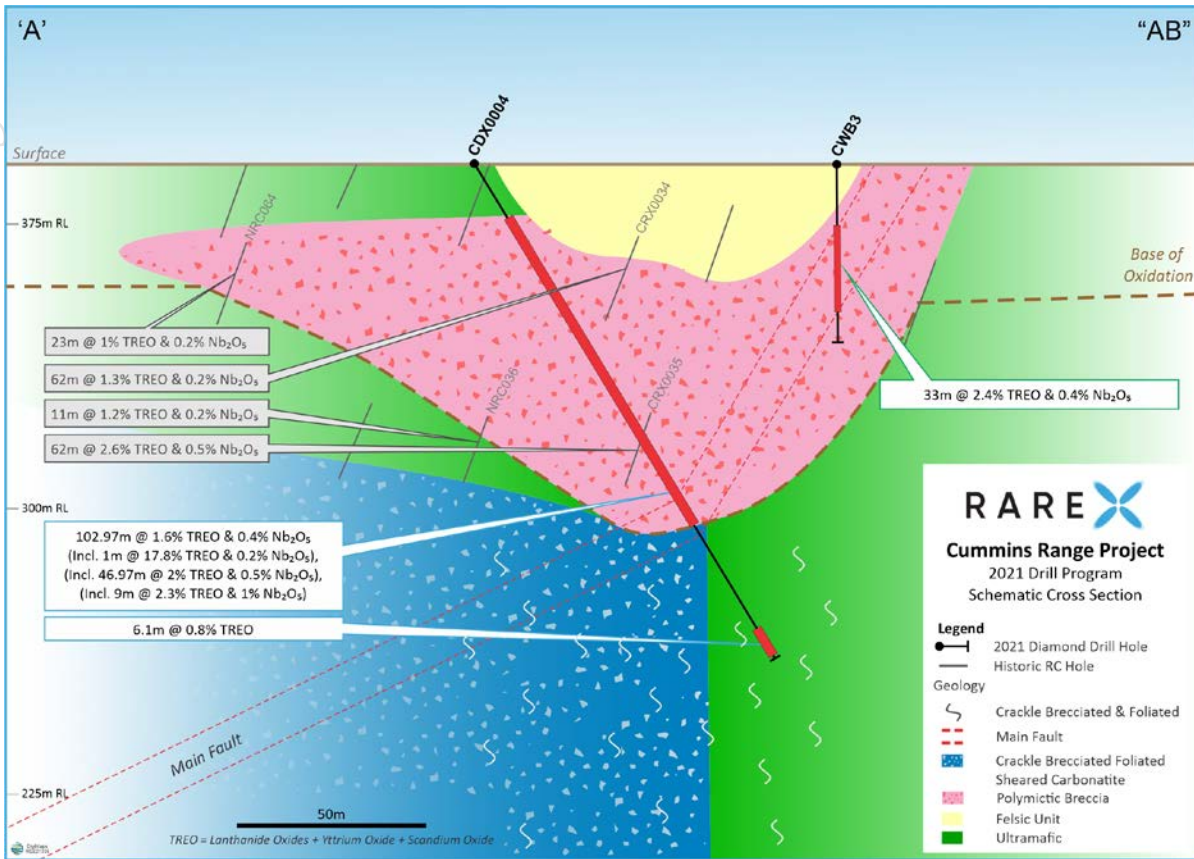 ‘A’
“AB”
CDX0004
CWB3
Surface
375m RL
NRC084
CRX0034
Base of
Oxidation
23m @ 1% TREO & 0.2% Nb₂O₅
62m @ 1.3% TREO & 0.2% Nb₂O₅
11m @ 1.2% TREO & 0.2% Nb₂O₅
62m @ 2.6% TREO & 0.5% Nb₂O₅
NRC036
CRX0035
33m @ 2.4% TREO & 0.4% Nb₂O₅
300m RL
102.97m @ 1.6% TREO & 0.4% Nb₂O₅
(Incl. 1m @ 17.8% TREO & 0.2% Nb₂O₅),
(Incl. 46.97m @ 2% TREO & 0.5% Nb₂O₅),
(Incl. 9m @ 2.3% TREO & 1% Nb₂O₅)
6.1m @ 0.8% TREO
Main Fault
225m RL
50m
TREO = Lanthanide Oxides + Yttrium Oxide + Scandium Oxide
RAREX
Cummins Range Project
2021 Drill Program
Schematic Cross Section
Legend
2021 Diamond Drill Hole
Historic RC Hole
Geology
Crackle Brecciated & Foliated
Main Fault
Crackle Brecciated Foliated
Sheared Carbonatite
Polymictic Breccia
Felsic Unit
Ultramafic